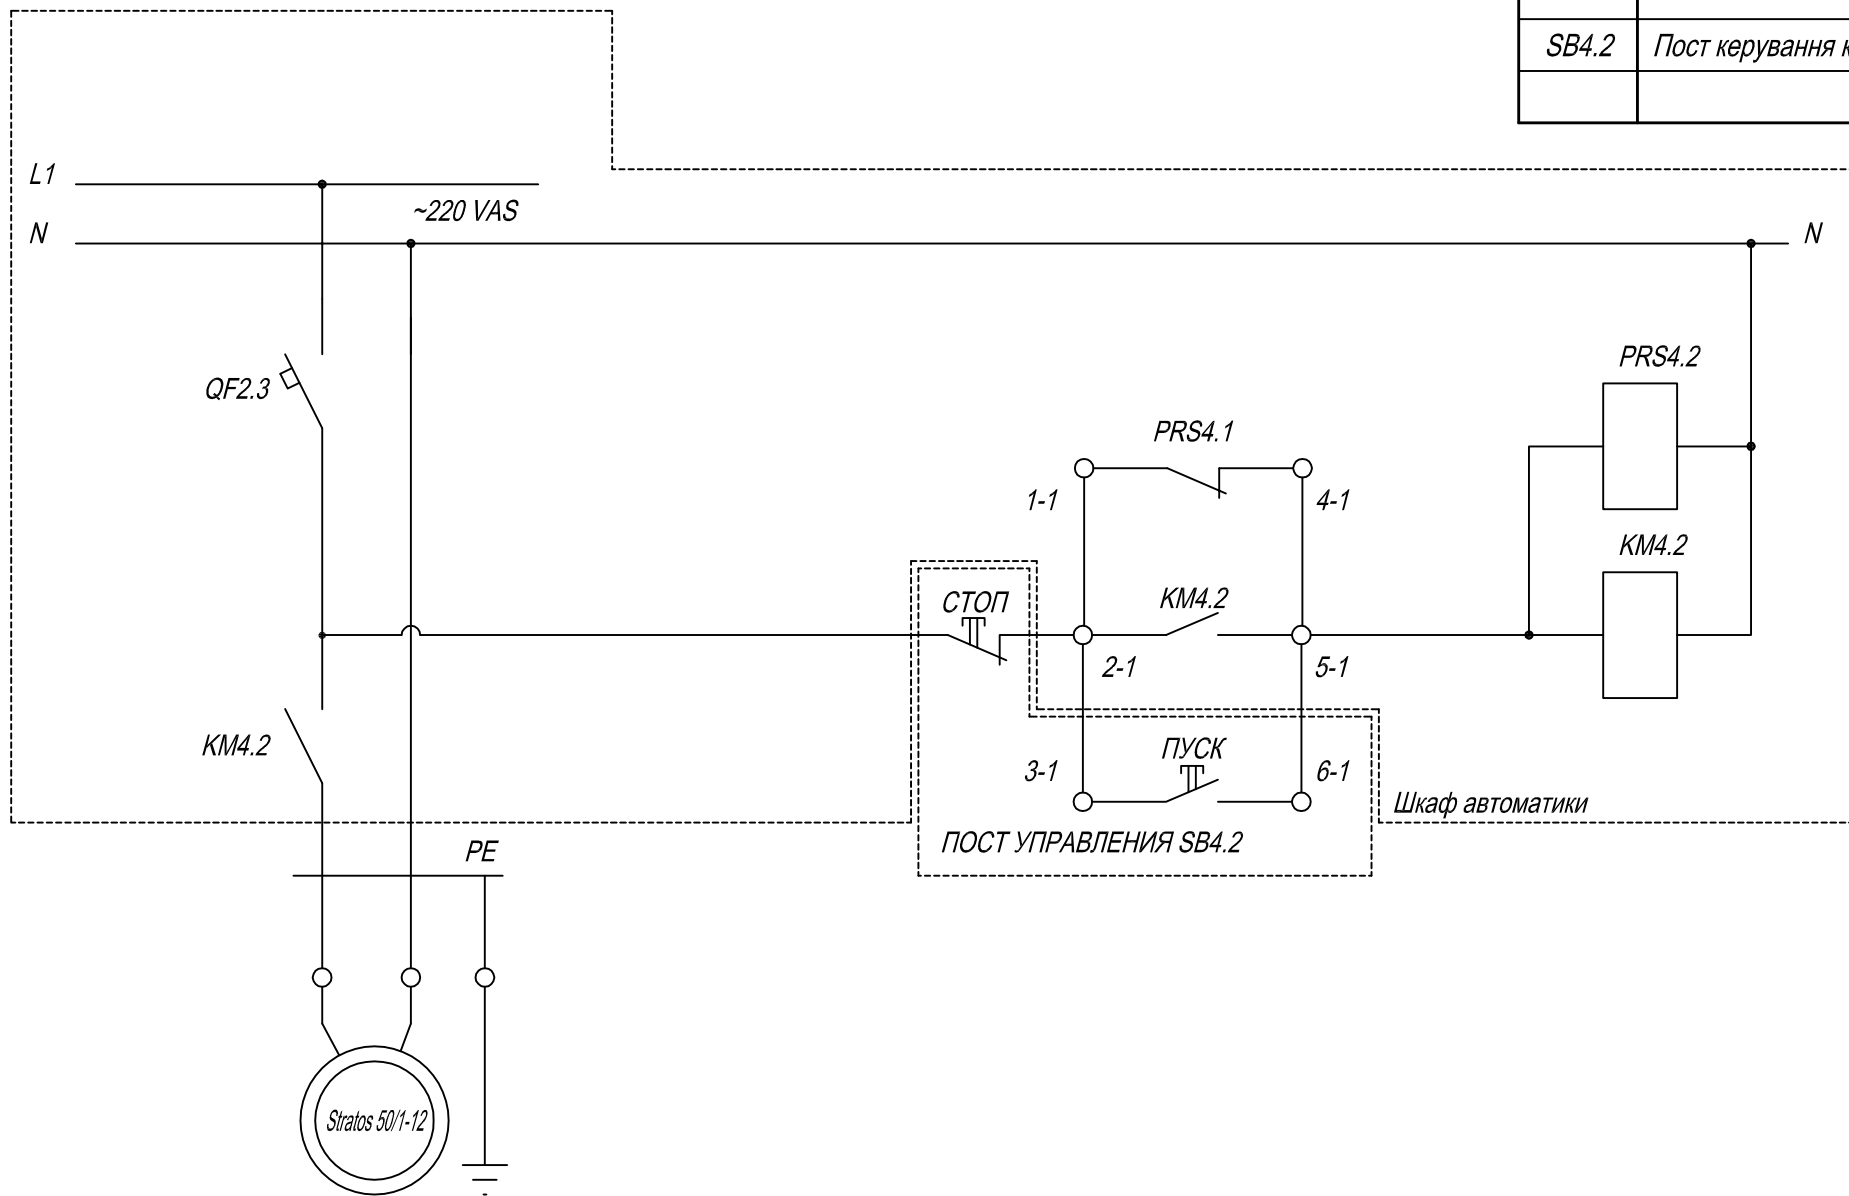 SB4.2
Пост керування
L1
~220 VAS
N
N
PRS4.2
QF2.3
PRS4.1
1-1
4-1
KM4.2
СТОП
KM4.2
2-1
5-1
KM4.2
ПУСК
3-1
6-1
Шкаф автоматики
ПОСТ УПРАВЛЕНИЯ SB4.2
PE
Stratos 50/1-12